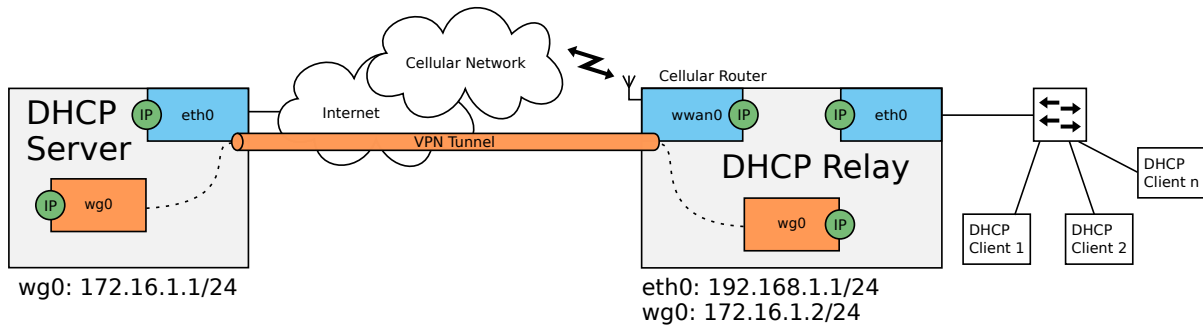 Cellular Network
Internet
Cellular Router
DHCP
Server
IP
eth0
wwan0
IP
IP
eth0
VPN Tunnel
DHCP Relay
IP
wg0
wg0
IP
DHCP
Client n
DHCP
Client 1
DHCP
Client 2
wg0: 172.16.1.1/24
eth0: 192.168.1.1/24
wg0: 172.16.1.2/24